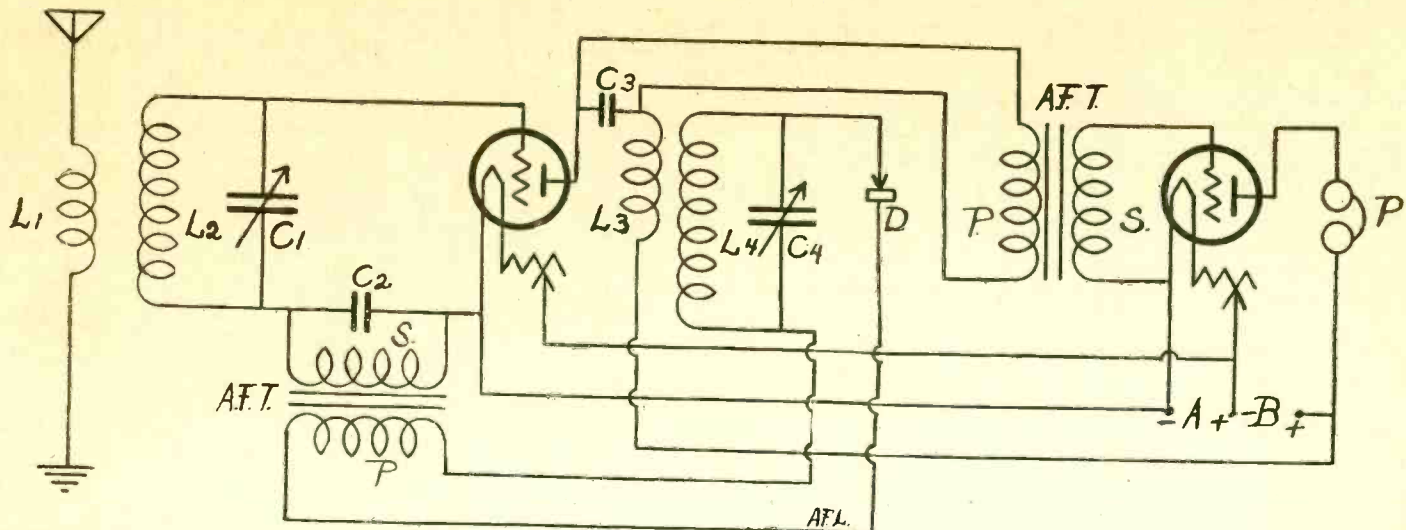 L1
L2
C1
C2
S.
A.F.T.
P
C3
L3
L4
C4
D
A.F.T.
P.
S.
P
- A + - B +
A.F.L.